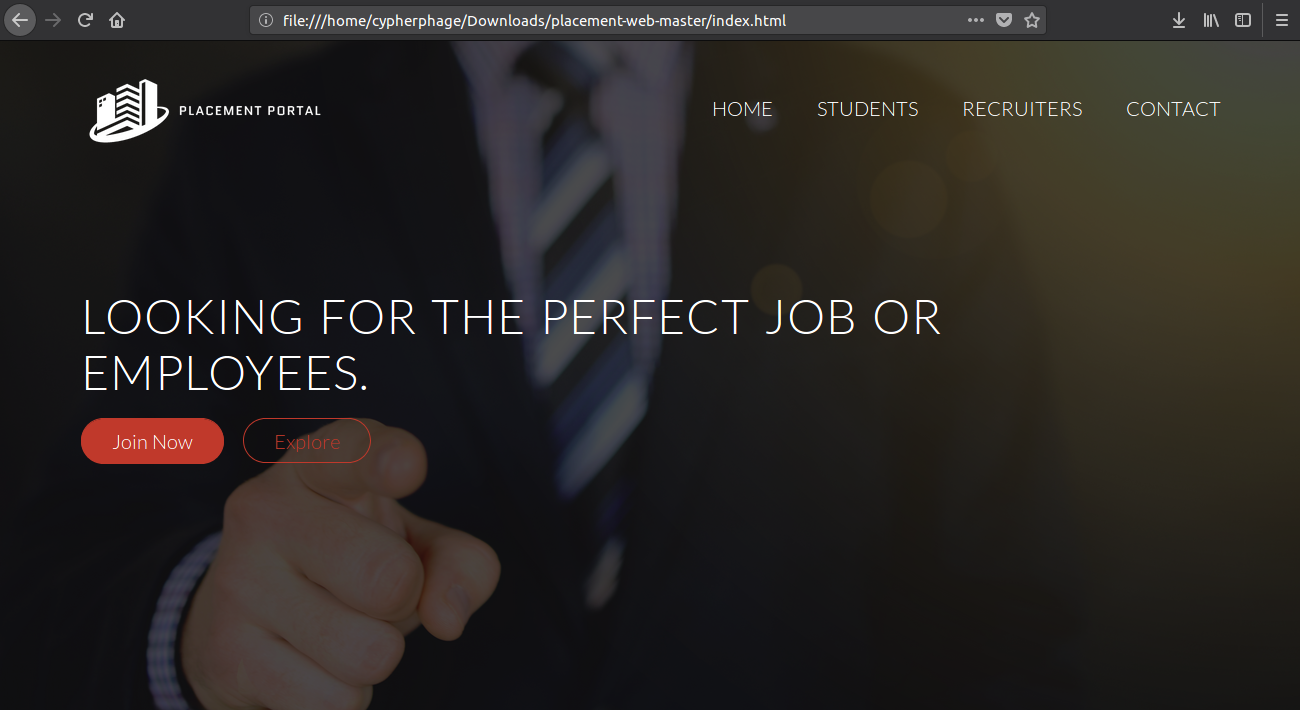 file:///home/cypherphage/Downloads/placement-web-master/index.html
PLACEMENT PORTAL
HOME STUDENTS RECRUITERS CONTACT
LOOKING FOR THE PERFECT JOB OR
EMPLOYEES.
Join Now Explore